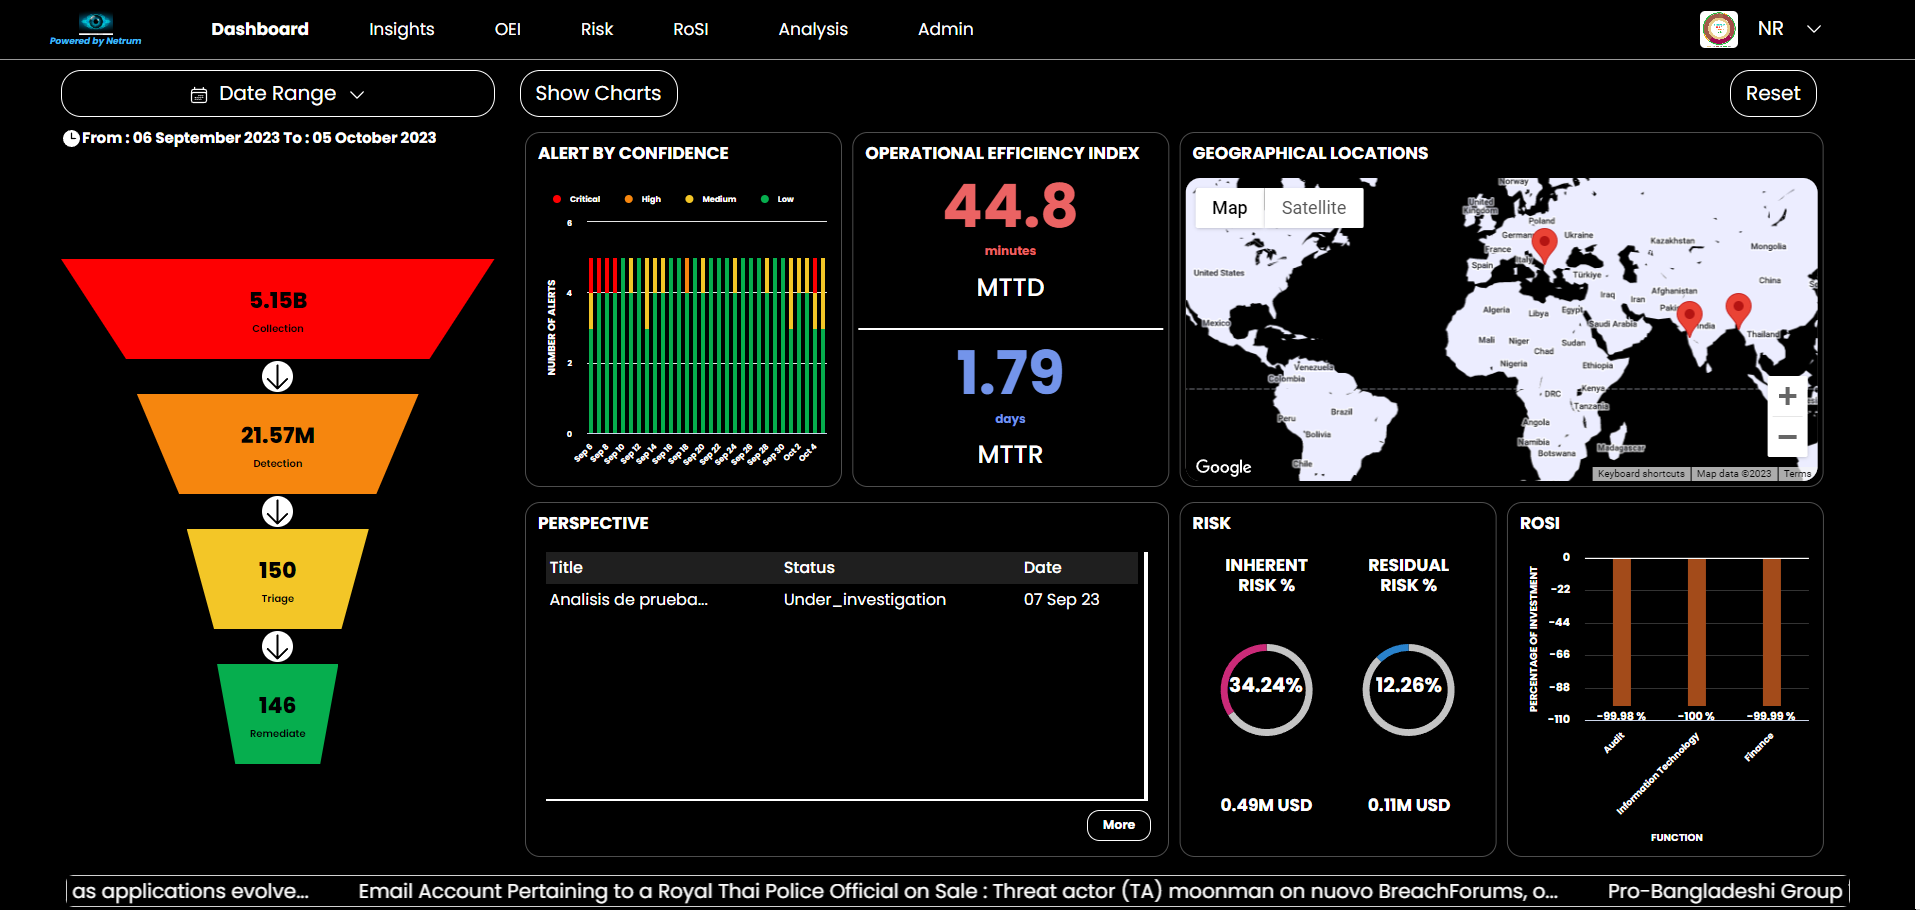 Powered by Netrum
Dashboard
Insights
OEI
Risk
RoSI
Analysis
Admin
NR
Date Range
Show Charts
Reset
From : 06 September 2023 To : 05 October 2023
5.15B
Collection
21.57M
Detection
150
Triage
146
Remediate
ALERT BY CONFIDENCE
Critical
High
Medium
Low
NUMBER OF ALERTS
6
4
2
0
Sep 6
Sep 8
Sep 10
Sep 12
Sep 14
Sep 16
Sep 18
Sep 20
Sep 22
Sep 24
Sep 26
Sep 28
Sep 30
Oct 2
Oct 4
OPERATIONAL EFFICIENCY INDEX
44.8
minutes
MTTD
1.79
days
MTTR
GEOGRAPHICAL LOCATIONS
Map
Satellite
Norway
United
Kingdom
Poland
German
Ukraine
France
Italy
Spain
Türkiye
Kazakhstan
Mongolia
China
Afghanistan
Iraq
Iran
Pakis
India
Thailand
Algeria
Libya
Egypt
Saudi Arabia
Mali
Niger
Chad
Sudan
Nigeria
Ethiopia
DRC
Kenya
Tanzania
Angola
Namibia
Botswana
Madagascar
United States
Mexico
Venezuela
Colombia
Peru
Brazil
Bolivia
Chile
Google
Keyboard shortcuts
Map data ©2023
Terms
PERSPECTIVE
Title Status Date
Analisis de prueba... Under_investigation 07 Sep 23
More
RISK
INHERENT
RISK %
RESIDUAL
RISK %
34.24%
12.26%
0.49M USD
0.11M USD
ROSI
PERCENTAGE OF INVESTMENT
0
-22
-44
-66
-88
-110
-99.98 %
-100 %
-99.99 %
Audit
Information Technology
Finance
FUNCTION
as applications evolve...
Email Account Pertaining to a Royal Thai Police Official on Sale : Threat actor (TA) moonman on nuovo BreachForums, o...
Pro-Bangladeshi Group